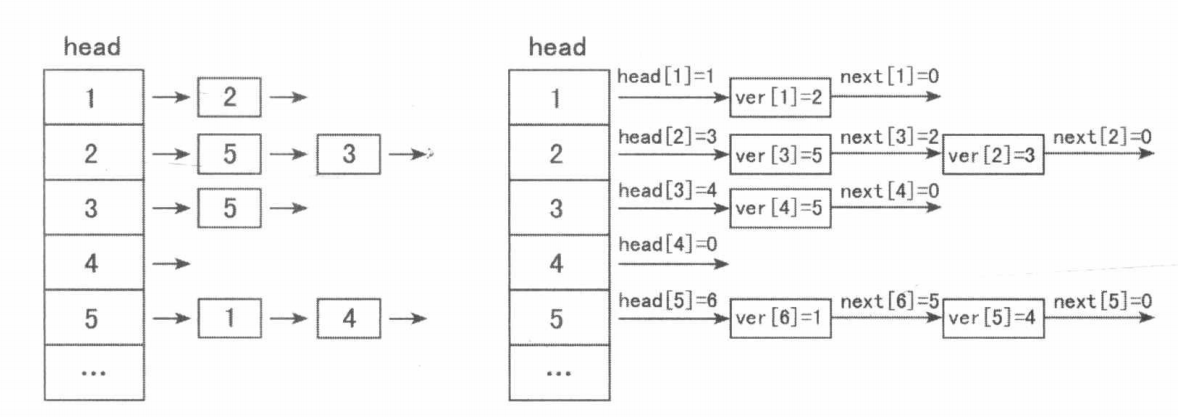 head
1 2
2 5 3
3 5
4
5 1 4
...
head
head[1]=1 next[1]=0
1 ver[1]=2
head[2]=3 next[3]=2 next[2]=0
2 ver[3]=5 ver[2]=3
head[3]=4 next[4]=0
3 ver[4]=5
head[4]=0
4
head[5]=6 next[6]=5 next[5]=0
5 ver[6]=1 ver[5]=4
...